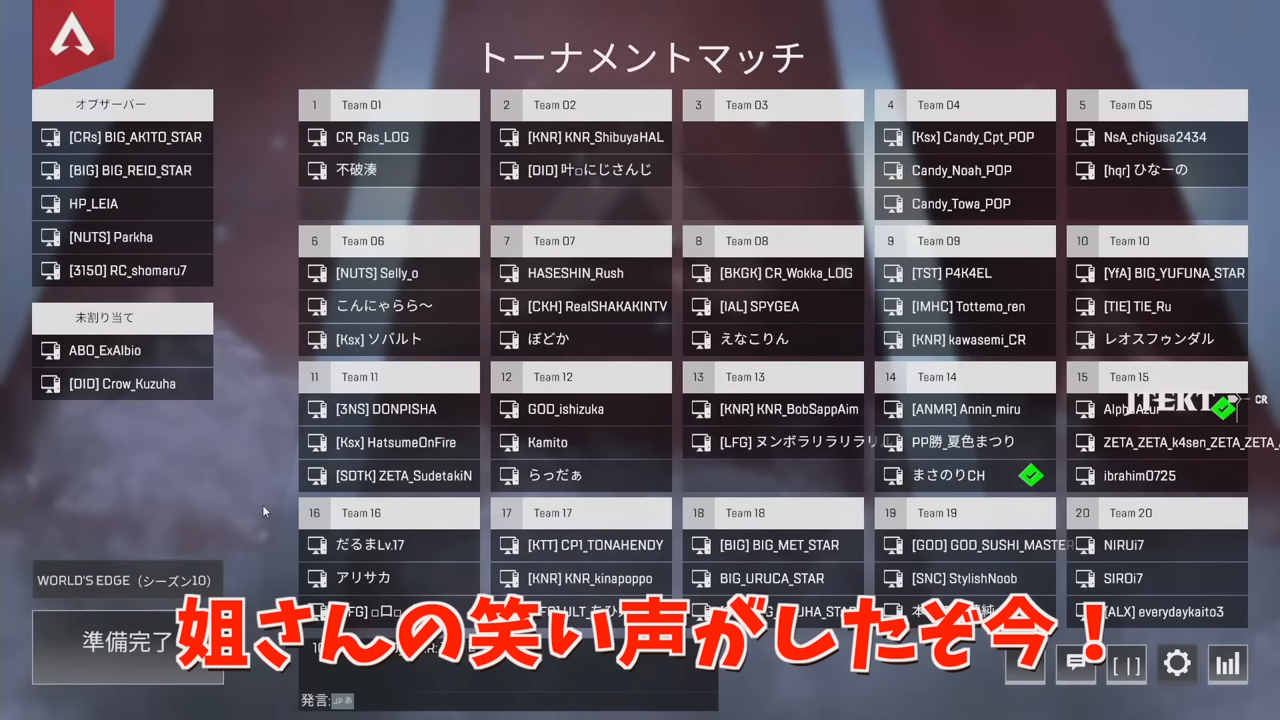 トーナメントマッチ
オブザーバー
[CRs] BIG_AK1TO_STAR
[BIG] BIG_REID_STAR
HP_LEIA
[NUTS] Parkha
[3150] RC_shomaru7
未割り当て
ABO_ExAlbio
[DID] Crow_Kuzuha
1 Team 01
CR_Ras_LOG
不破湊
2 Team 02
[KNR] KNR_ShibuyaHAL
[DID] 叶□にじさんじ
3 Team 03
4 Team 04
[Ksx] Candy_Cpt_POP
Candy_Noah_POP
Candy_Towa_POP
5 Team 05
NsA_chigusa2434
[hqr] ひなーの
6 Team 06
[NUTS] Selly_o
こんにゃらら～
[Ksx] ソバルト
7 Team 07
HASESHIN_Rush
[CKH] RealSHAKAKINTV
ぼどか
8 Team 08
[BKGK] CR_Wokka_LOG
[IAL] SPYGEA
えなこりん
9 Team 09
[TST] P4K4EL
[IMHC] Tottemo_ren
[KNR] kawasemi_CR
10 Team 10
[YfA] BIG_YUFUNA_STAR
[TIE] TIE_Ru
レオスフゥンダル
11 Team 11
[3NS] DONPISHA
[Ksx] HatsumeOnFire
[SDTK] ZETA_SudetakiN
12 Team 12
GOD_ishizuka
Kamito
らっだぁ
13 Team 13
[KNR] KNR_BobSappAim
[LFG] ヌンボラリラリラリル
14 Team 14
[ANMR] Annin_miru
PP勝_夏色まつり
まさのりCH
15 Team 15
JTEKT CR
ZETA_ZETA_k4sen_ZETA_ZETA_
ibrahim0725
16 Team 16
だるまLv.17
アリサカ
17 Team 17
[KTT] CP1_TONAHENDY
[KNR] KNR_kinapoppo
18 Team 18
[BIG] BIG_MET_STAR
BIG_URUCA_STAR
19 Team 19
[GOD] GOD_SUSHI_MASTER
[SNC] StylishNoob
20 Team 20
NIRUi7
SIROi7
[ALX] everydaykaito3
WORLD'S EDGE（シーズン10）
準備完了
姐さんの笑い声がしたぞ今！
発言: JP あ